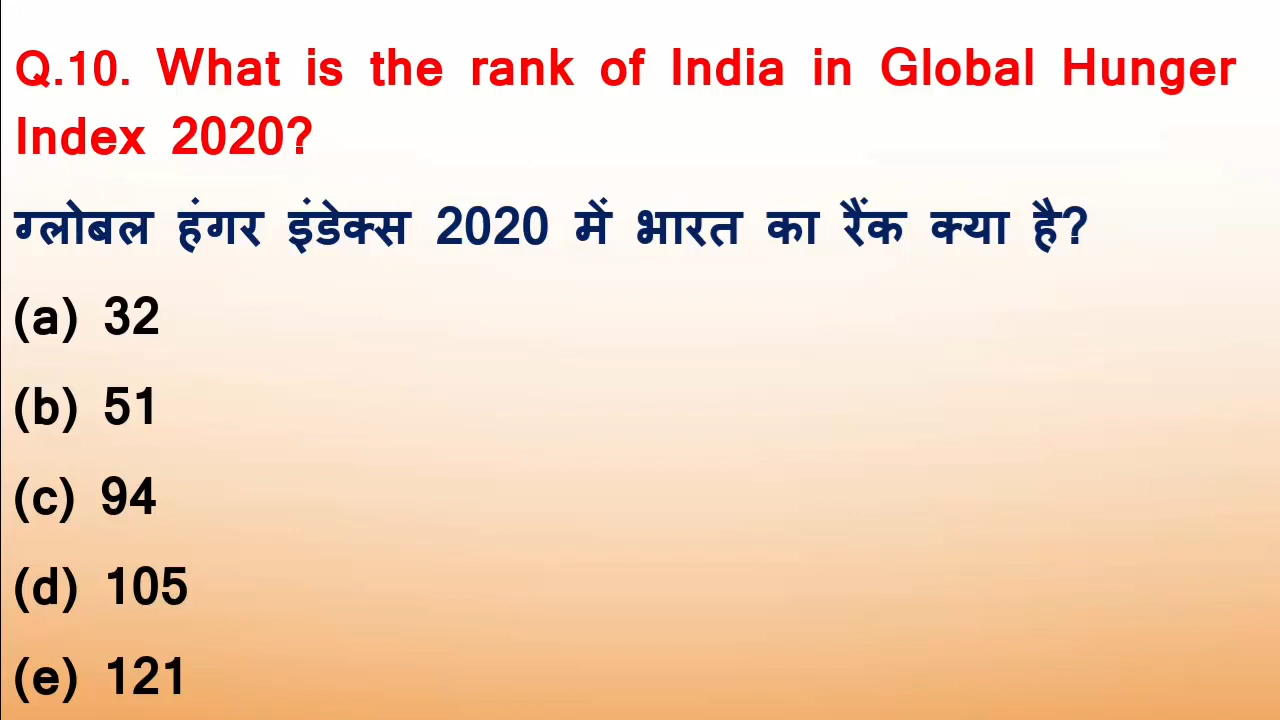 Q.10. What is the rank of India in Global Hunger
Index 2020?
ग्लोबल हंगर इंडेक्स 2020 में भारत का रैंक क्या है?
(a) 32
(b) 51
(c) 94
(d) 105
(e) 121